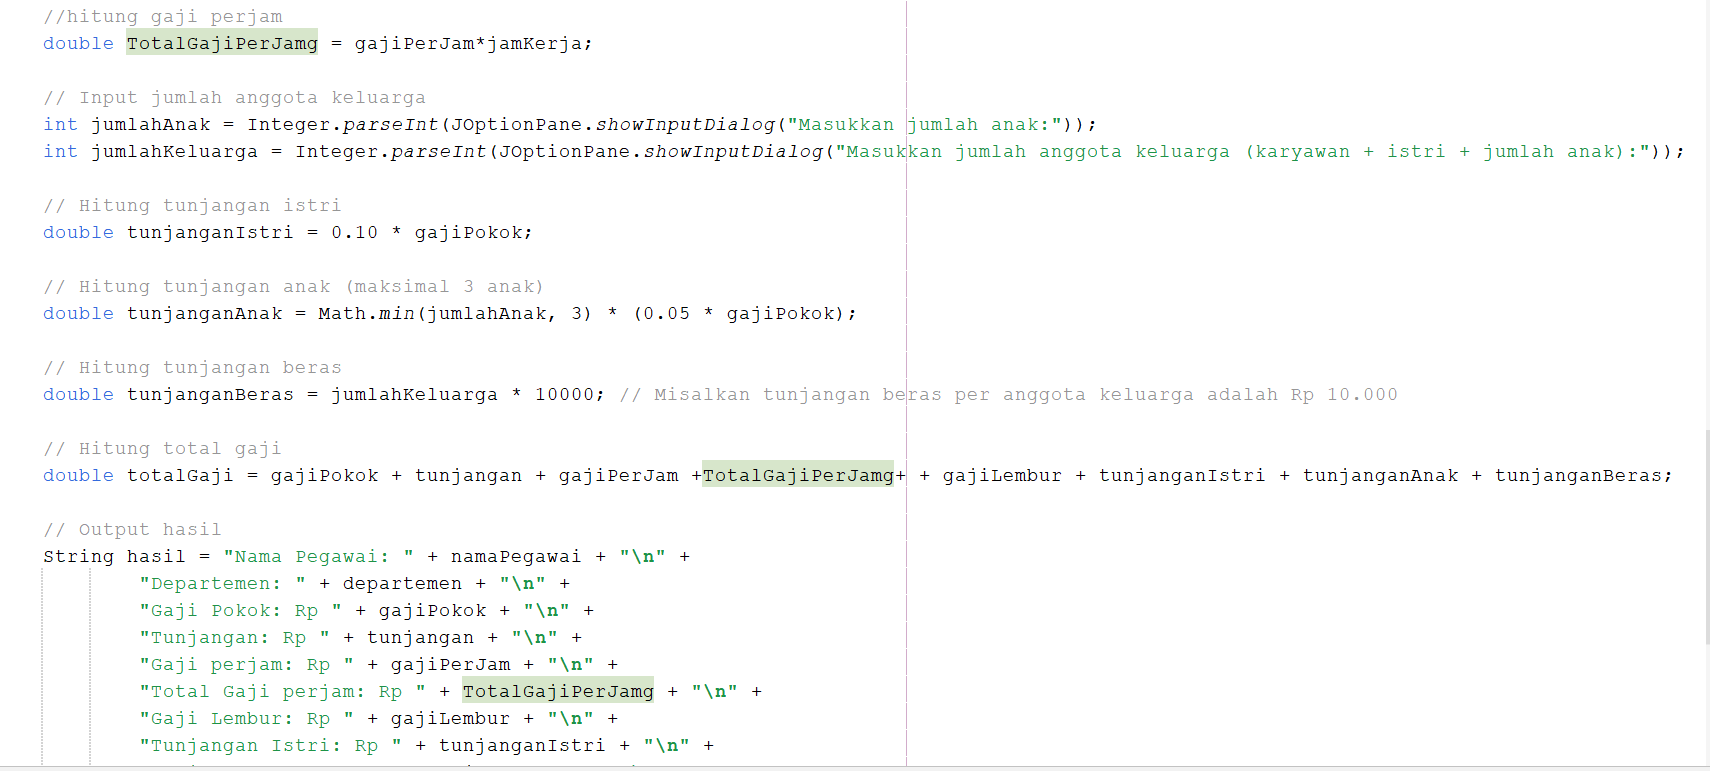 //hitung gaji perjam
double TotalGajiPerJamg = gajiPerJam*jamKerja;
// Input jumlah anggota keluarga
int jumlahAnak = Integer.parseInt(JOptionPane.showInputDialog("Masukkan jumlah anak:"));
int jumlahKeluarga = Integer.parseInt(JOptionPane.showInputDialog("Masukkan jumlah anggota keluarga (karyawan + istri + jumlah anak):"));
// Hitung tunjangan istri
double tunjanganIstri = 0.10 * gajiPokok;
// Hitung tunjangan anak (maksimal 3 anak)
double tunjanganAnak = Math.min(jumlahAnak, 3) * (0.05 * gajiPokok);
// Hitung tunjangan beras
double tunjanganBeras = jumlahKeluarga * 10000; // Misalkan tunjangan beras per anggota keluarga adalah Rp 10.000
// Hitung total gaji
double totalGaji = gajiPokok + tunjangan + gajiPerJam +TotalGajiPerJamg+ + gajiLembur + tunjanganIstri + tunjanganAnak + tunjanganBeras;
// Output hasil
String hasil = "Nama Pegawai: " + namaPegawai + "\n" +
"Departemen: " + departemen + "\n" +
"Gaji Pokok: Rp " + gajiPokok + "\n" +
"Tunjangan: Rp " + tunjangan + "\n" +
"Gaji perjam: Rp " + gajiPerJam + "\n" +
"Total Gaji perjam: Rp " + TotalGajiPerJamg + "\n" +
"Gaji Lembur: Rp " + gajiLembur + "\n" +
"Tunjangan Istri: Rp " + tunjanganIstri + "\n" +